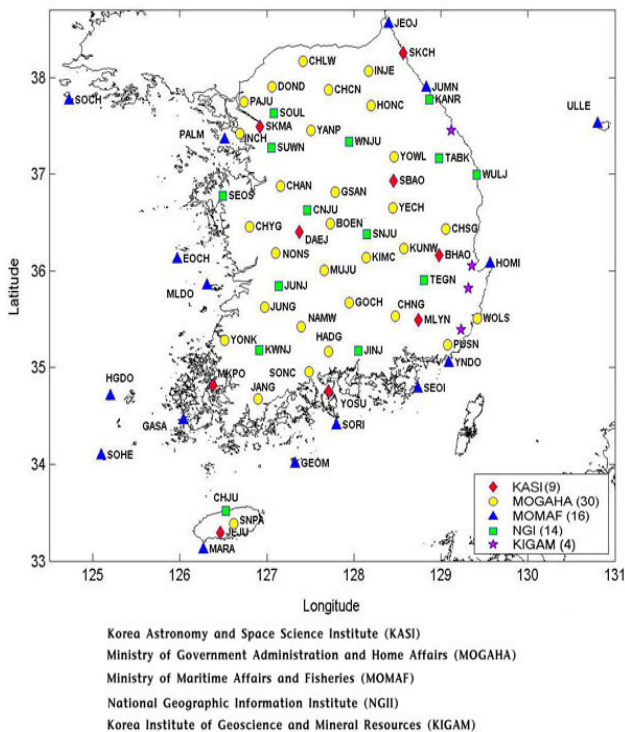 JEOJ
38
SKCH
CHLW
INJE
DOND
CHCN
JUMN
SOCH
PAJU
HONC
KANR
SOUL
ULLE
SKMA
YANP
PALM
INCH
WNJU
SUWN
YOWL
TABK
37
WULJ
SBAO
CHAN
SEOS
GSAN
CNJU
YECH
BOEN
CHYG
CHSG
DAEJ
SNJU
KUNW
NONS
BHAO
EOCH
KIMC
HOMI
36
MUJU
TEGN
MLDO
JUNJ
JUNG
GOCH
CHNG
NAMW
MLYN
WOLS
YONK
HADG
PUSN
KWNJ
JINJ
35
SONC
YNDO
MKPO
HGDO
JANG
SEOI
YOSU
GASA
SORI
SOHE
34
GEOM
CHJU
SNPA
JEJU
MARA
33
KASI (9)
MOGAHA (30)
MOMAF (16)
NGI (14)
KIGAM (4)
125 126 127 128 129 130 131
Latitude
Longitude
Korea Astronomy and Space Science Institute (KASI)
Ministry of Government Administration and Home Affairs (MOGAHA)
Ministry of Maritime Affairs and Fisheries (MOMAF)
National Geographic Information Institute (NGII)
Korea Institute of Geoscience and Mineral Resources (KIGAM)